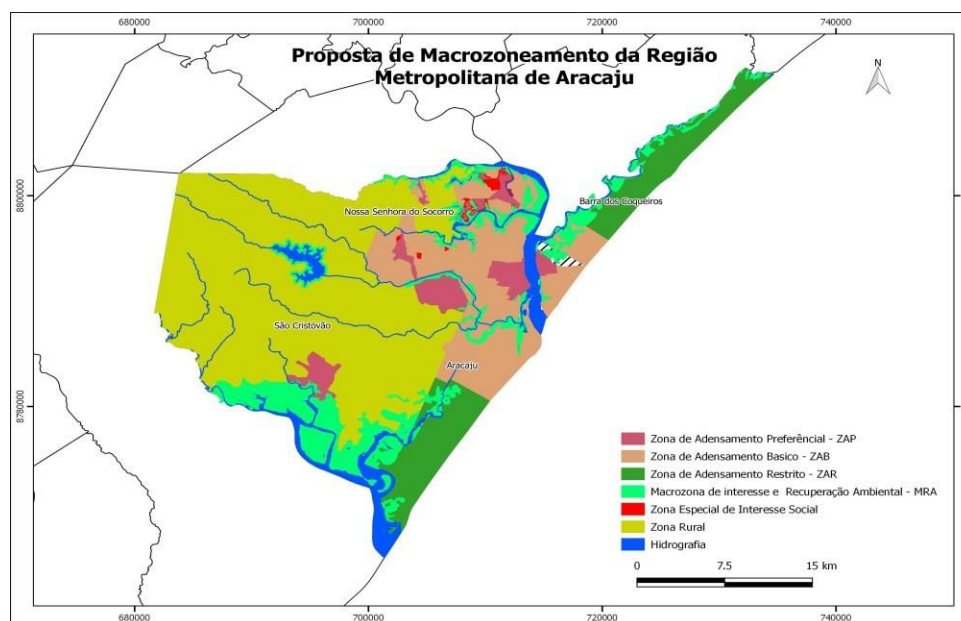 680000 700000 720000 740000
Proposta de Macrozoneamento da Região
Metropolitana de Aracaju
N
8800000 8800000
Nossa Senhora do Socorro
Barra dos Coqueiros
São Cristóvão
Aracaju
8780000 8780000
Zona de Adensamento Preferêncial - ZAP
Zona de Adensamento Basico - ZAB
Zona de Adensamento Restrito - ZAR
Macrozona de interesse e Recuperação Ambiental - MRA
Zona Especial de Interesse Social
Zona Rural
Hidrografia
0 7.5 15 km
680000 700000 720000 740000